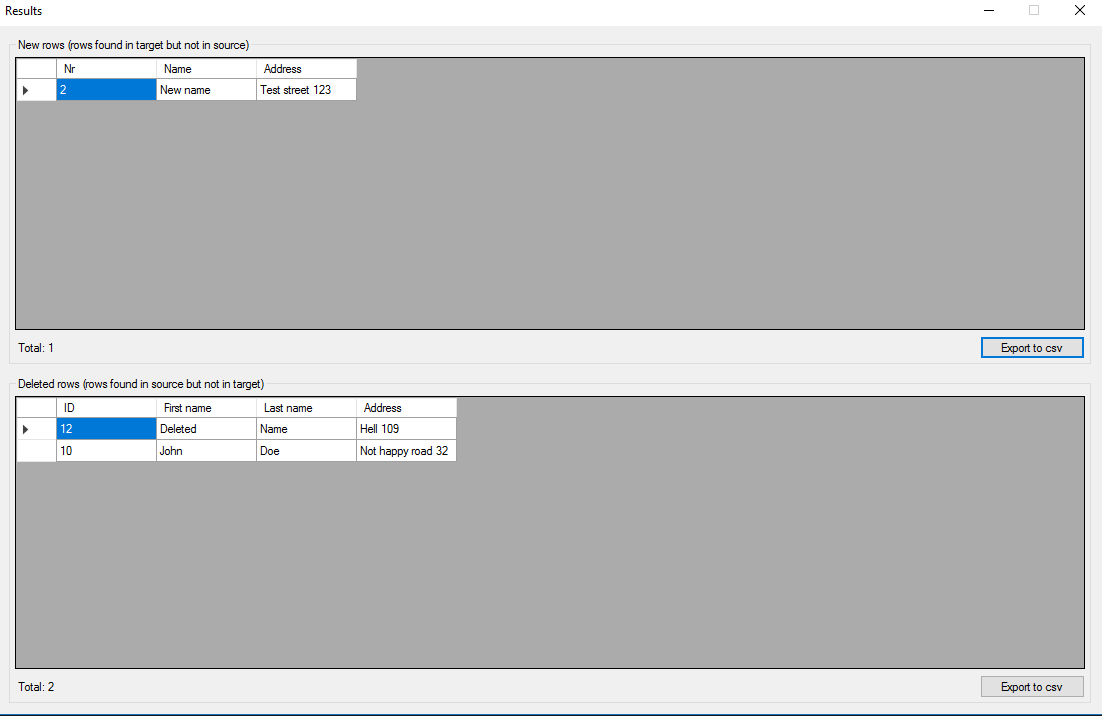 Results
New rows (rows found in target but not in source)
Nr Name Address
2 New name Test street 123
Total: 1 Export to csv
Deleted rows (rows found in source but not in target)
ID First name Last name Address
12 Deleted Name Hell 109
10 John Doe Not happy road 32
Total: 2 Export to csv